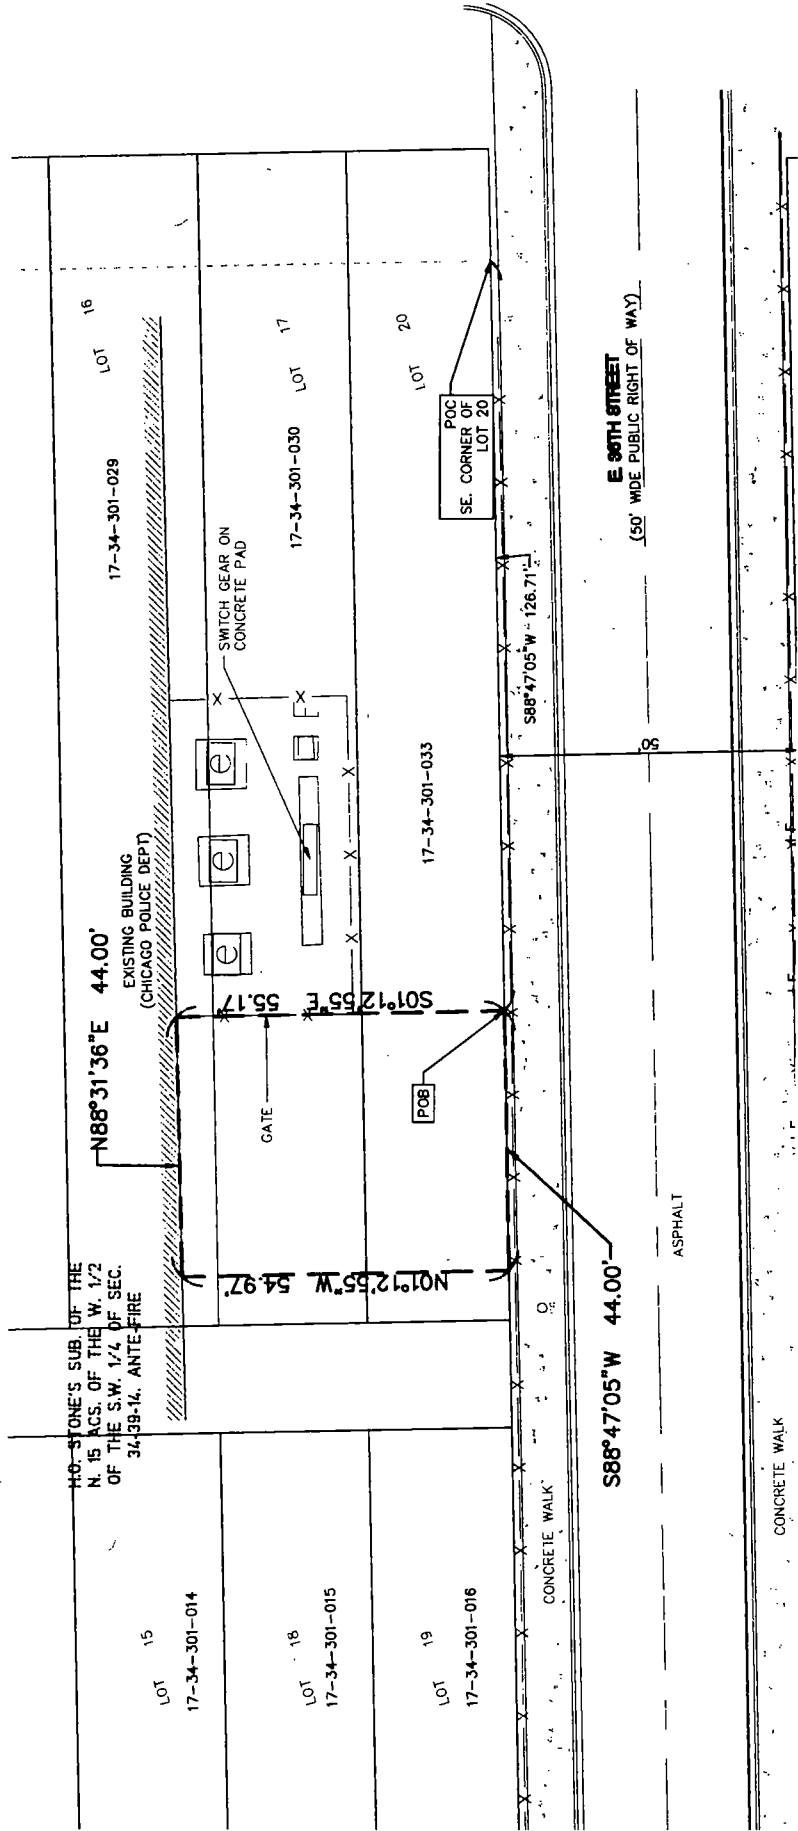 H.O. STONE'S SUB. OF THE
N. 15 ACS. OF THE W. 1/2
OF THE S.W. 1/4 OF SEC.
34-39-14. ANTE-FIRE
N88°31'36"E 44.00'
EXISTING BUILDING
(CHICAGO POLICE DEPT)
17-34-301-029
LOT 16
LOT 15
17-34-301-014
SWITCH GEAR ON
CONCRETE PAD
e
e
e
17-34-301-030
LOT 17
GATE
S01°12'55"E 55.17'
N01°12'55"W 54.97'
LOT 18
17-34-301-015
17-34-301-033
LOT 20
POB
POC
SE. CORNER OF
LOT 20
LOT 19
17-34-301-016
S88°47'05"W - 126.71'
CONCRETE WALK
S88°47'05"W 44.00'
50'
E. 36TH STREET
(50' WIDE PUBLIC RIGHT OF WAY)
ASPHALT
CONCRETE WALK